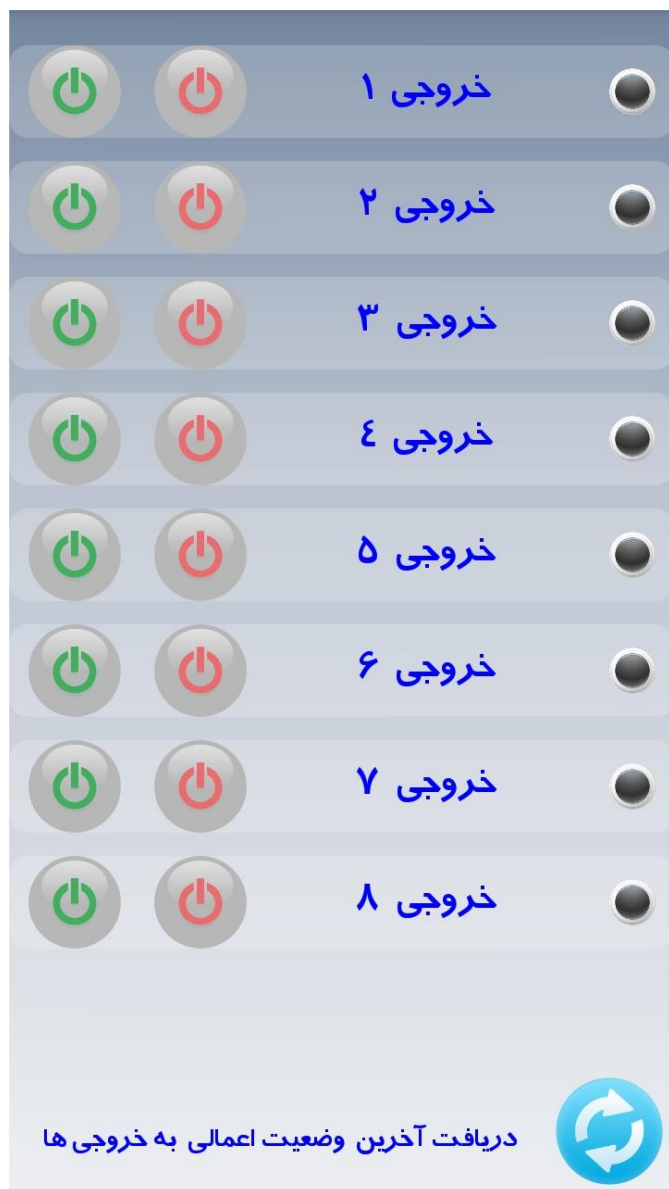 خروجی ۱
خروجی ۲
خروجی ۳
خروجی ٤
خروجی ۵
خروجی ۶
خروجی ۷
خروجی ۸
دریافت آخرین وضعیت اعمالی به خروجی ها